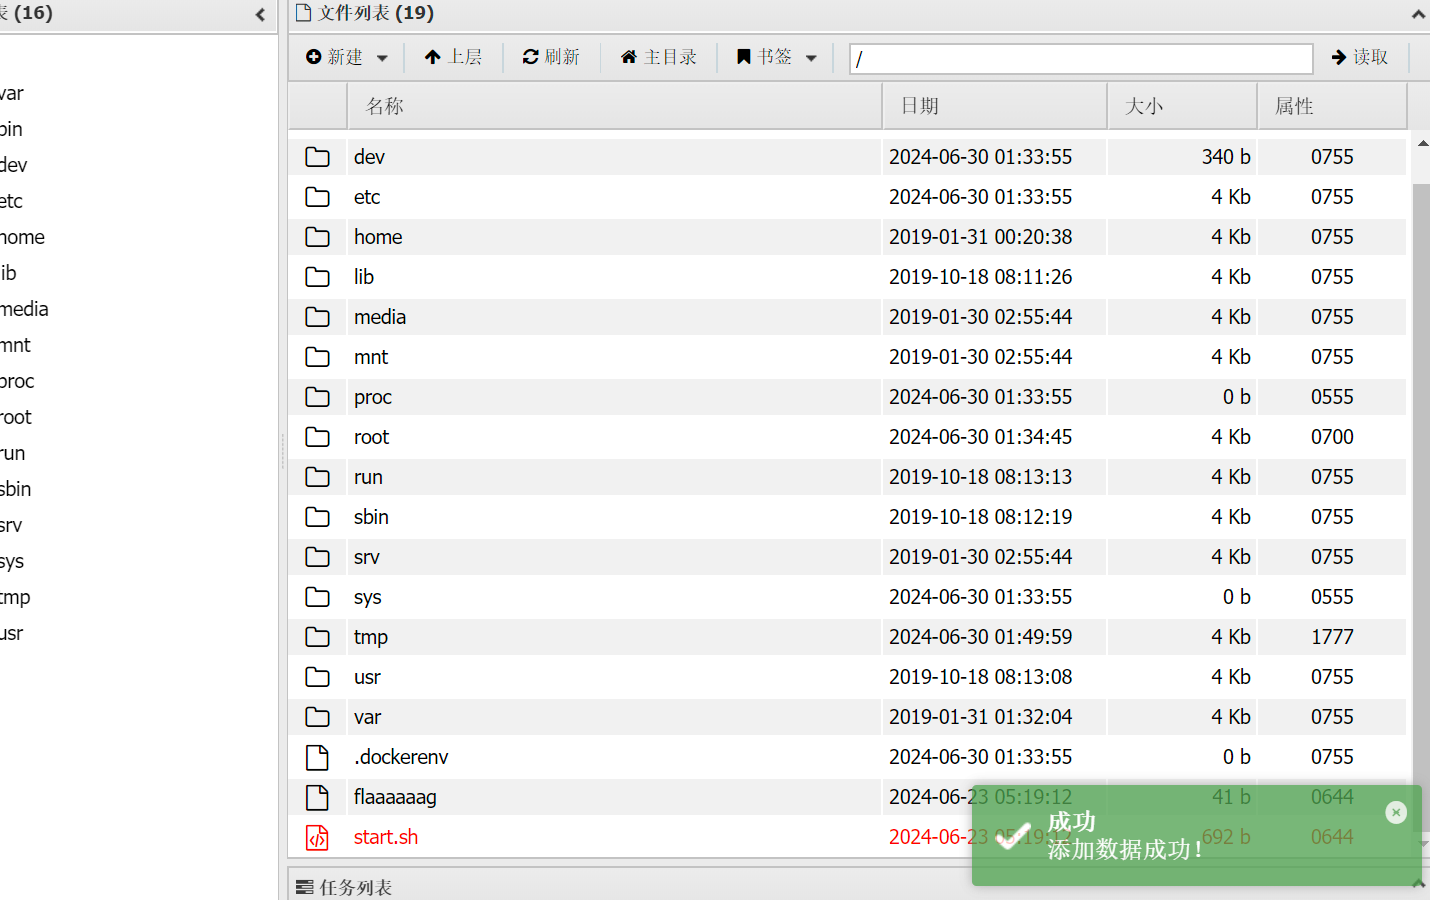 表 (16)
var
bin
dev
etc
home
lib
media
mnt
proc
root
run
sbin
srv
sys
tmp
usr
文件列表 (19)
新建 上层 刷新 主目录 书签 / 读取
名称 日期 大小 属性
dev 2024-06-30 01:33:55 340 b 0755
etc 2024-06-30 01:33:55 4 Kb 0755
home 2019-01-31 00:20:38 4 Kb 0755
lib 2019-10-18 08:11:26 4 Kb 0755
media 2019-01-30 02:55:44 4 Kb 0755
mnt 2019-01-30 02:55:44 4 Kb 0755
proc 2024-06-30 01:33:55 0 b 0555
root 2024-06-30 01:34:45 4 Kb 0700
run 2019-10-18 08:13:13 4 Kb 0755
sbin 2019-10-18 08:12:19 4 Kb 0755
srv 2019-01-30 02:55:44 4 Kb 0755
sys 2024-06-30 01:33:55 0 b 0555
tmp 2024-06-30 01:49:59 4 Kb 1777
usr 2019-10-18 08:13:08 4 Kb 0755
var 2019-01-31 01:32:04 4 Kb 0755
.dockerenv 2024-06-30 01:33:55 0 b 0755
flaaaaaag 2024-06-23 05:19:12 41 b 0644
start.sh 2024-06-23 05:19:12 692 b 0644
成功
添加数据成功！
任务列表